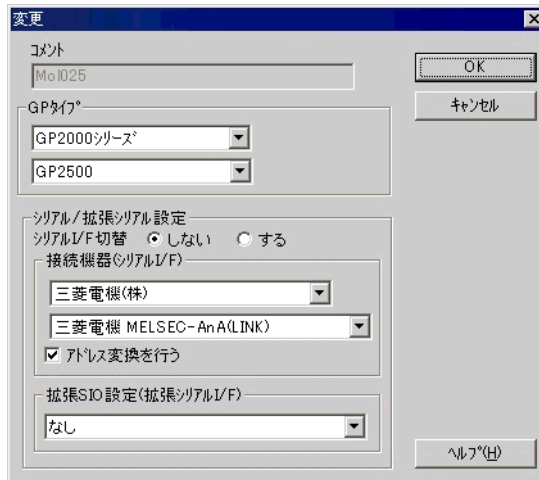 変更
コメント
Mol025
OK
キャンセル
GPタイプ
GP2000シリーズ
GP2500
シリアル/拡張シリアル設定
シリアルI/F切替 しない する
接続機器(シリアルI/F)
三菱電機(株)
三菱電機 MELSEC-AnA(LINK)
アドレス変換を行う
拡張SIO設定(拡張シリアルI/F)
なし
ヘルプ(H)